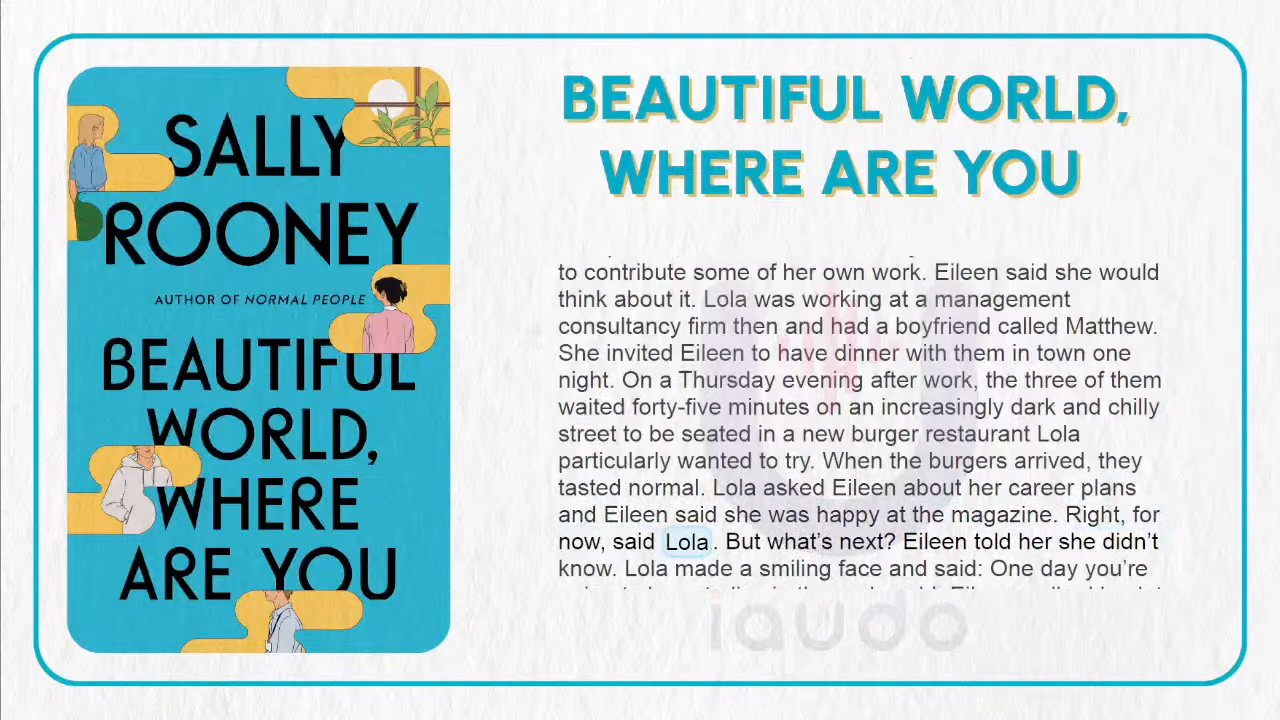 SALLY
ROONEY
AUTHOR OF NORMAL PEOPLE
BEAUTIFUL
WORLD,
WHERE
ARE YOU
BEAUTIFUL WORLD,
WHERE ARE YOU
to contribute some of her own work. Eileen said she would
think about it. Lola was working at a management
consultancy firm then and had a boyfriend called Matthew.
She invited Eileen to have dinner with them in town one
night. On a Thursday evening after work, the three of them
waited forty-five minutes on an increasingly dark and chilly
street to be seated in a new burger restaurant Lola
particularly wanted to try. When the burgers arrived, they
tasted normal. Lola asked Eileen about her career plans
and Eileen said she was happy at the magazine. Right, for
now, said Lola. But what’s next? Eileen told her she didn’t
know. Lola made a smiling face and said: One day you’re
iaudo